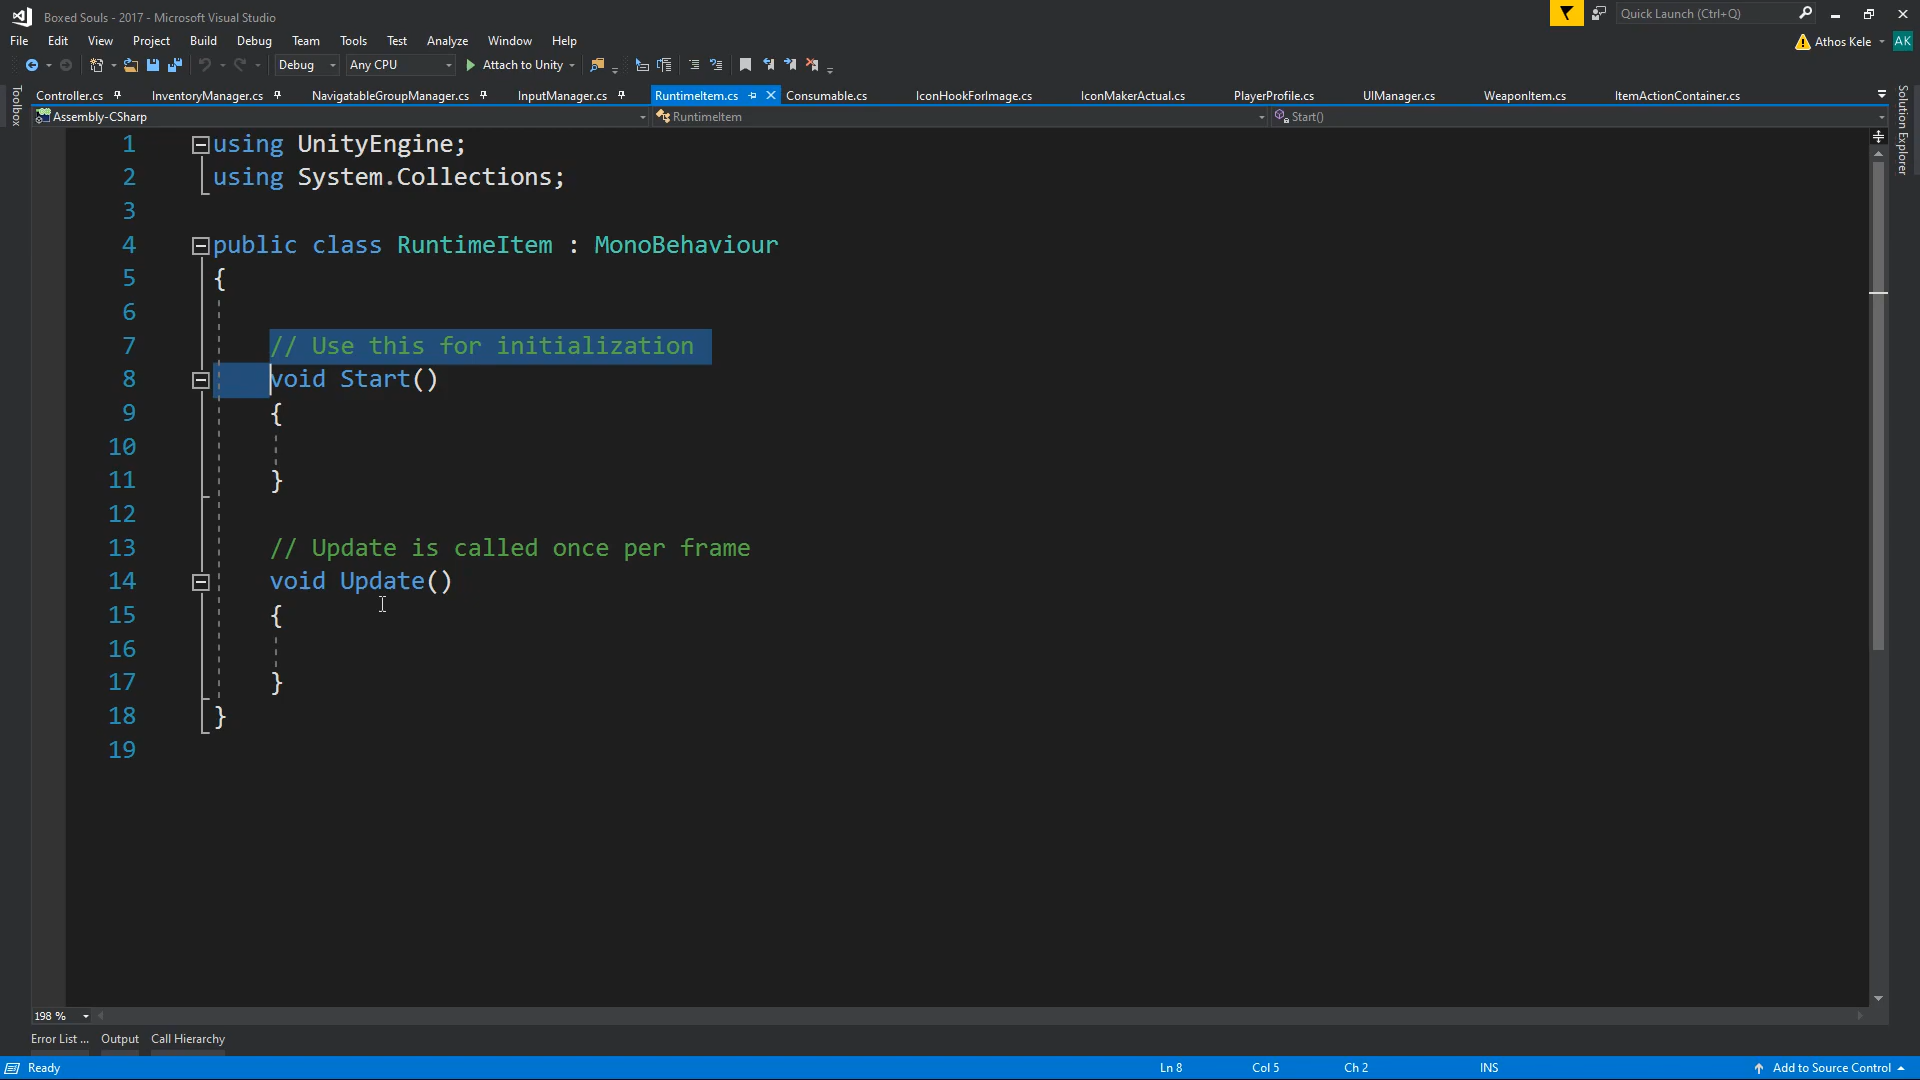 Boxed Souls - 2017 - Microsoft Visual Studio
Quick Launch (Ctrl+Q)
File Edit View Project Build Debug Team Tools Test Analyze Window Help
Athos Kele AK
Debug Any CPU Attach to Unity
Toolbox
Controller.cs InventoryManager.cs NavigatableGroupManager.cs InputManager.cs RuntimeItem.cs Consumable.cs IconHookForImage.cs IconMakerActual.cs PlayerProfile.cs UIManager.cs WeaponItem.cs ItemActionContainer.cs
Solution Explorer
Assembly-CSharp RuntimeItem Start()
1 using UnityEngine;
2 using System.Collections;
3
4 public class RuntimeItem : MonoBehaviour
5 {
6
7 // Use this for initialization
8 void Start()
9 {
10
11 }
12
13 // Update is called once per frame
14 void Update()
15 {
16
17 }
18 }
19
198 %
Error List ... Output Call Hierarchy
Ready Ln 8 Col 5 Ch 2 INS Add to Source Control